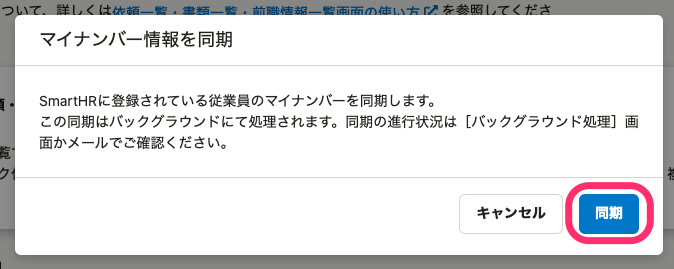 ついて、詳しくは依頼一覧・書類一覧・前職情報一覧画面の使い方 を参照してくださ
マイナンバー情報を同期
SmartHRに登録されている従業員のマイナンバーを同期します。
この同期はバックグラウンドにて処理されます。同期の進行状況は［バックグラウンド処理］画
面かメールでご確認ください。
キャンセル
同期